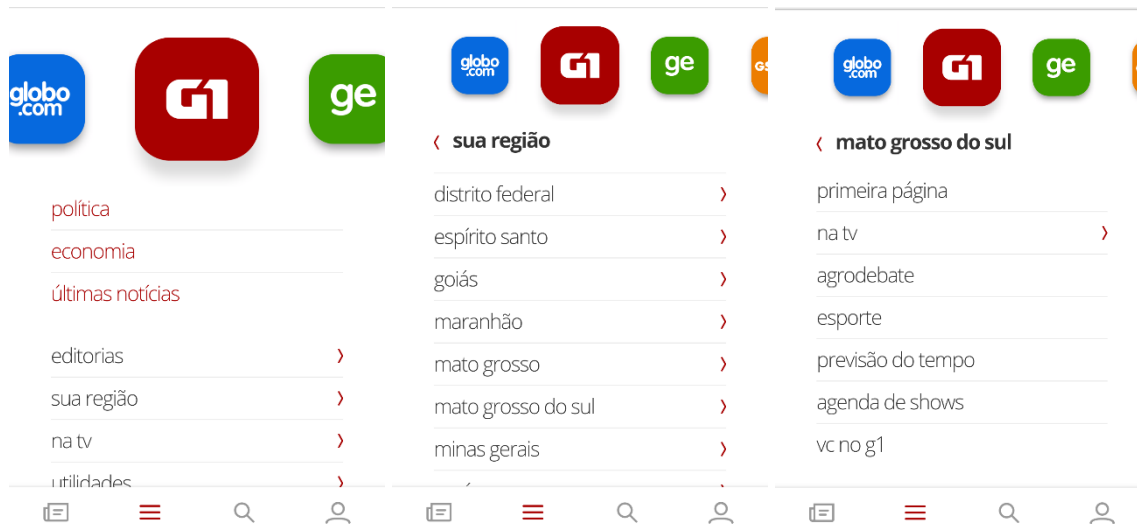 globo
.com
G1
ge
política
economia
últimas notícias
editorias
sua região
na tv
utilidades
globo
.com
G1
ge
GS
sua região
distrito federal
espírito santo
goiás
maranhão
mato grosso
mato grosso do sul
minas gerais
globo
.com
G1
ge
mato grosso do sul
primeira página
na tv
agrodebate
esporte
previsão do tempo
agenda de shows
vc no g1